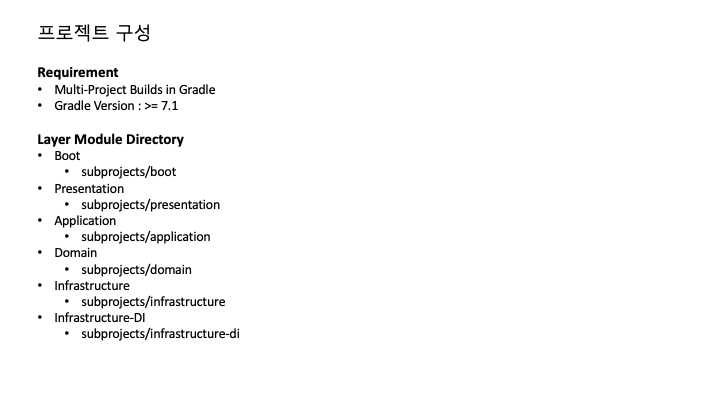 프로젝트 구성
Requirement
• Multi-Project Builds in Gradle
• Gradle Version : >= 7.1
Layer Module Directory
• Boot
• subprojects/boot
• Presentation
• subprojects/presentation
• Application
• subprojects/application
• Domain
• subprojects/domain
• Infrastructure
• subprojects/infrastructure
• Infrastructure-DI
• subprojects/infrastructure-di